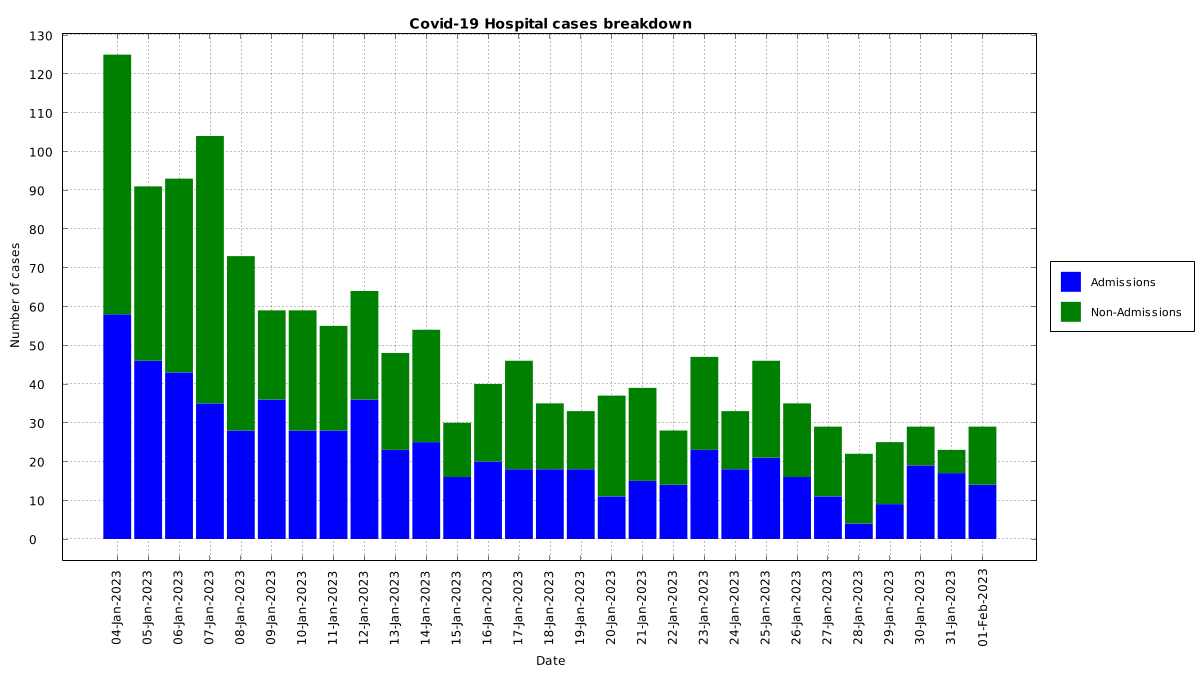 Covid-19 Hospital cases breakdown
130
120
110
100
90
80
70
60
50
40
30
20
10
0
Number of cases
Admissions
Non-Admissions
04-Jan-2023
05-Jan-2023
06-Jan-2023
07-Jan-2023
08-Jan-2023
09-Jan-2023
10-Jan-2023
11-Jan-2023
12-Jan-2023
13-Jan-2023
14-Jan-2023
15-Jan-2023
16-Jan-2023
17-Jan-2023
18-Jan-2023
19-Jan-2023
20-Jan-2023
21-Jan-2023
22-Jan-2023
23-Jan-2023
24-Jan-2023
25-Jan-2023
26-Jan-2023
27-Jan-2023
28-Jan-2023
29-Jan-2023
30-Jan-2023
31-Jan-2023
01-Feb-2023
Date